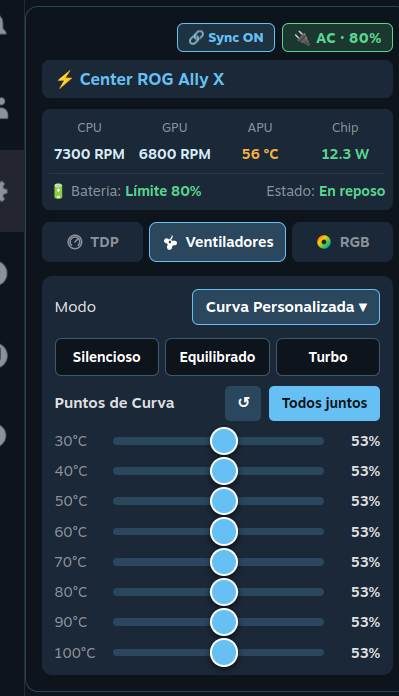 Sync ON AC · 80%
Center ROG Ally X
CPU GPU APU Chip
7300 RPM 6800 RPM 56 °C 12.3 W
Batería: Límite 80% Estado: En reposo
TDP Ventiladores RGB
Modo Curva Personalizada ▾
Silencioso Equilibrado Turbo
Puntos de Curva ↺ Todos juntos
30°C 53%
40°C 53%
50°C 53%
60°C 53%
70°C 53%
80°C 53%
90°C 53%
100°C 53%